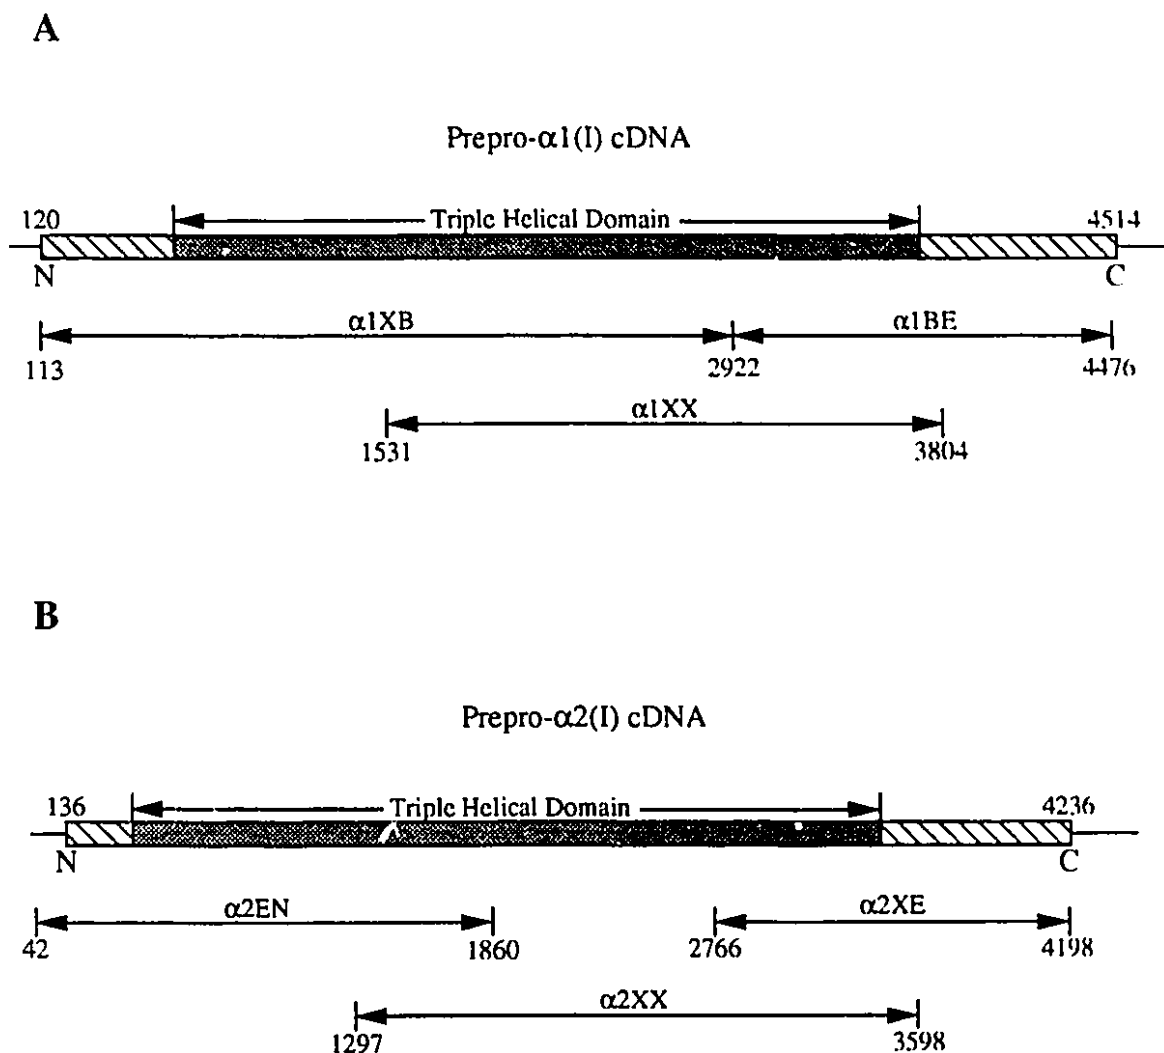 A
Prepro-α1(I) cDNA
120 Triple Helical Domain 4514
N C
α1XB α1BE
113 2922 4476
α1XX
1531 3804
B
Prepro-α2(I) cDNA
136 Triple Helical Domain 4236
N C
α2EN α2XE
42 1860 2766 4198
α2XX
1297 3598